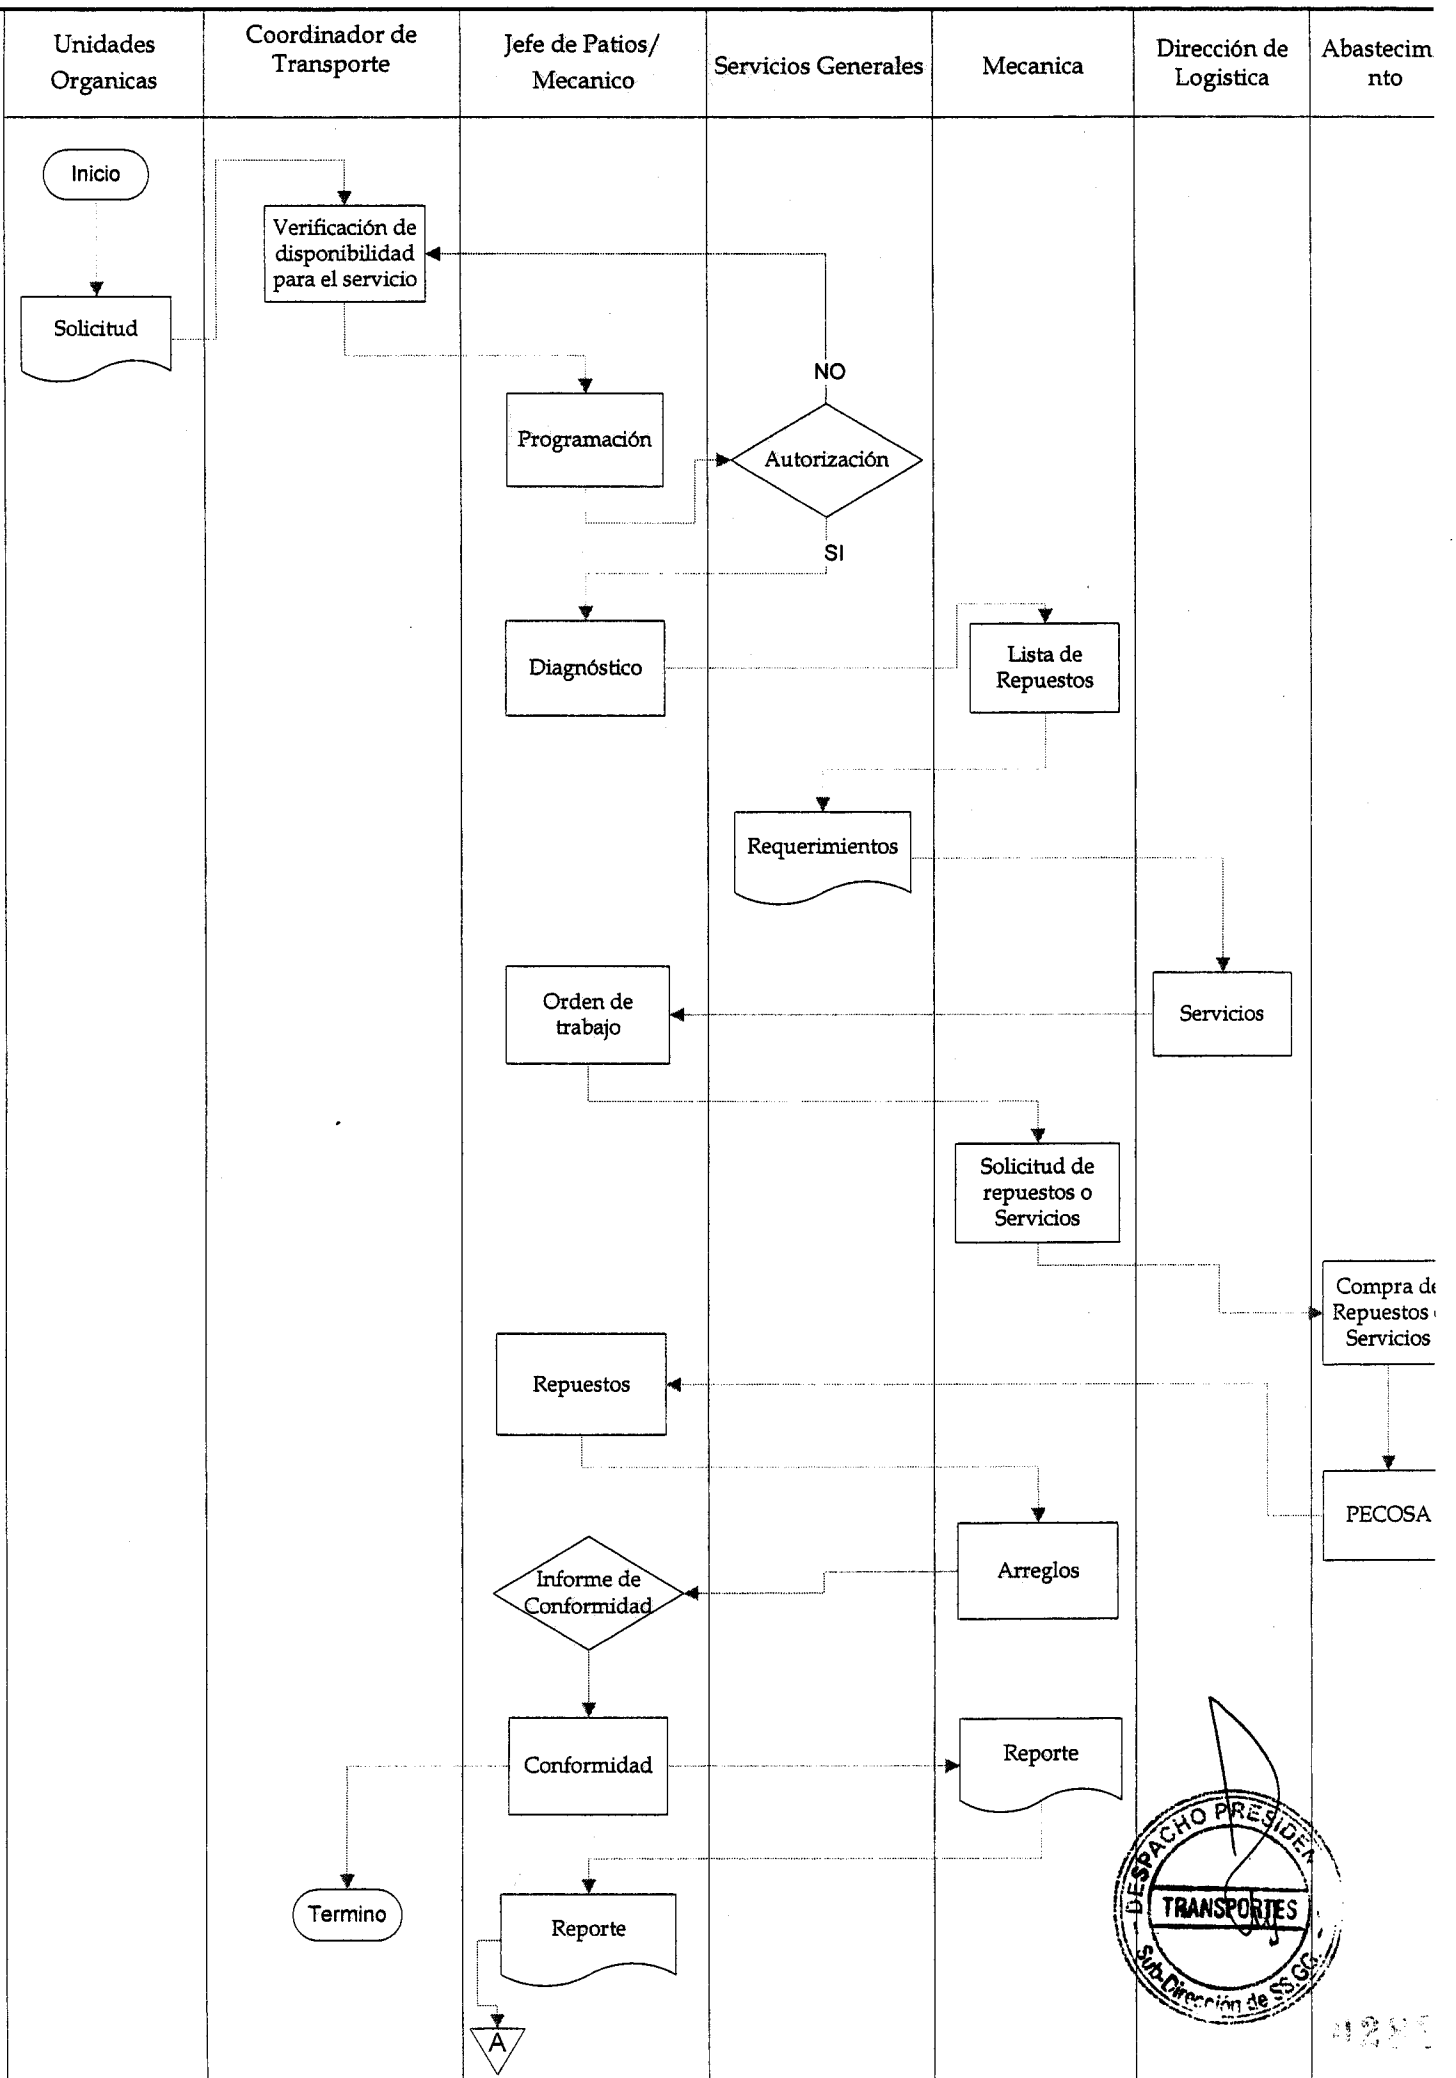 Unidades
Organicas
Coordinador de
Transporte
Jefe de Patios/
Mecanico
Servicios Generales
Mecanica
Dirección de
Logistica
Abastecim
nto
Inicio
Verificación de
disponibilidad
para el servicio
Solicitud
NO
Programación
Autorización
SI
Diagnóstico
Lista de
Repuestos
Requerimientos
Orden de
trabajo
Servicios
Solicitud de
repuestos o
Servicios
Compra de
Repuestos
Servicios
Repuestos
PECOSA
Arreglos
Informe de
Conformidad
Conformidad
Reporte
Termino
Reporte
A
DESPACHO PRESIDE
TRANSPORTES
Sub-Dirección de SS.GG.